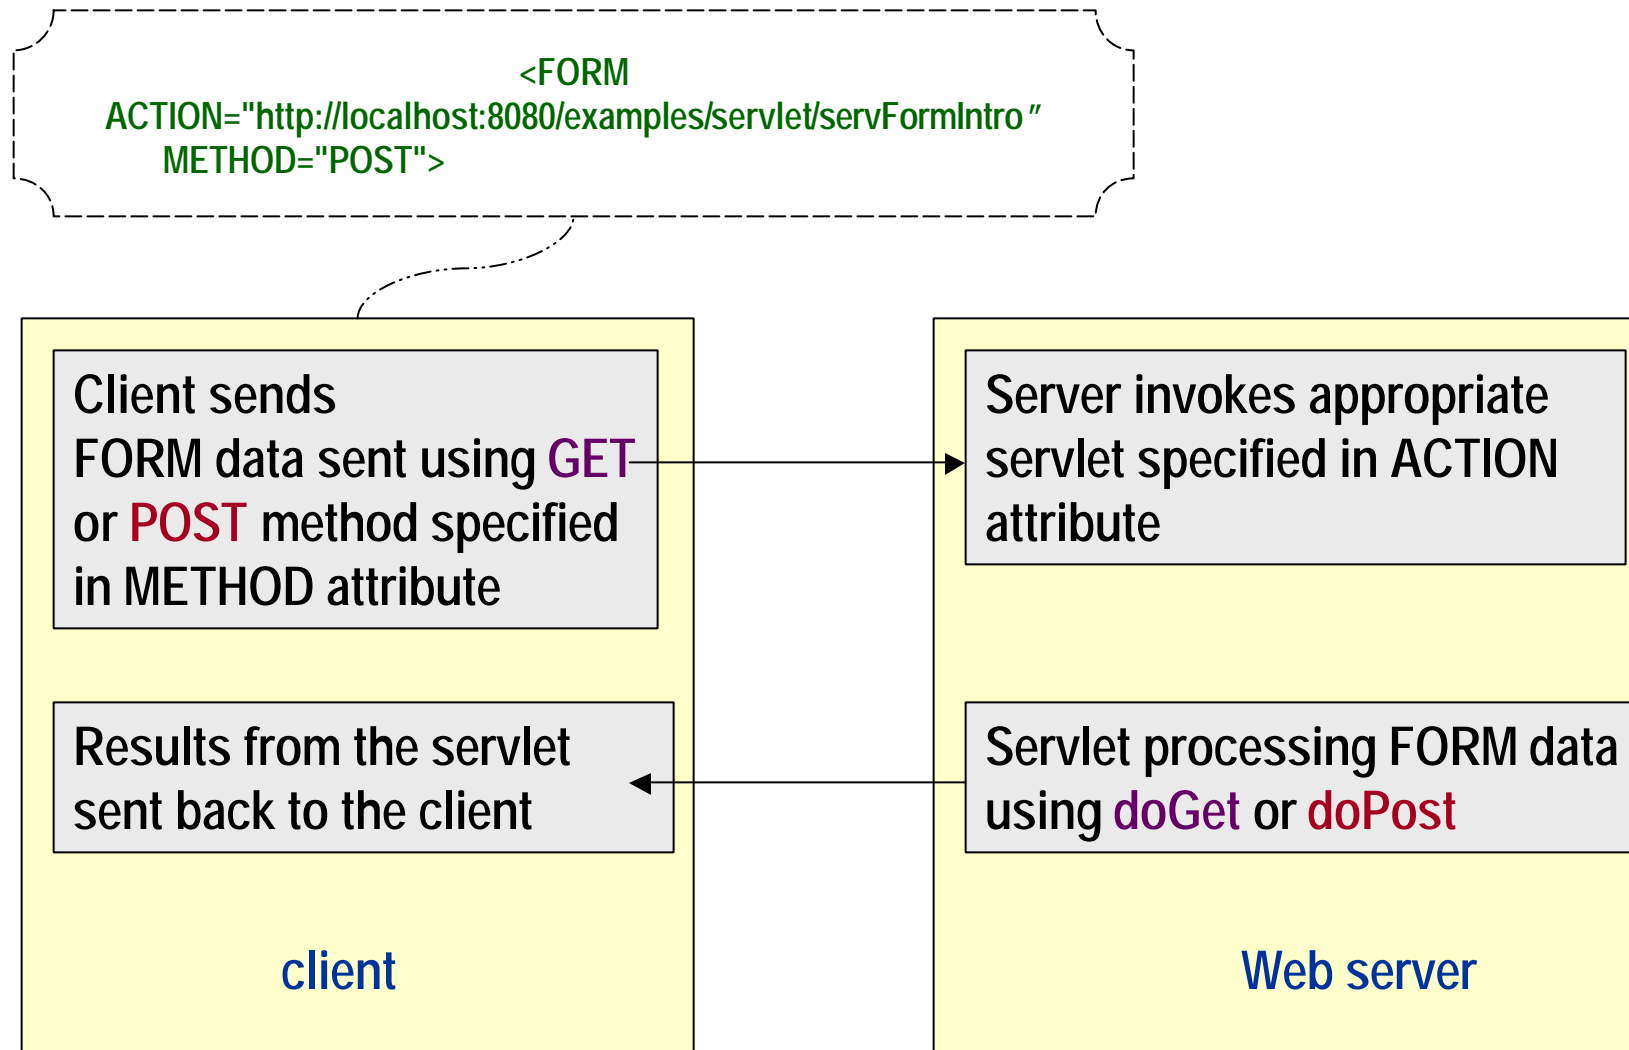 <FORM
ACTION="http://localhost:8080/examples/servlet/servFormIntro"
METHOD="POST">
Client sends
FORM data sent using GET
or POST method specified
in METHOD attribute
Server invokes appropriate
servlet specified in ACTION
attribute
Results from the servlet
sent back to the client
Servlet processing FORM data
using doGet or doPost
client
Web server